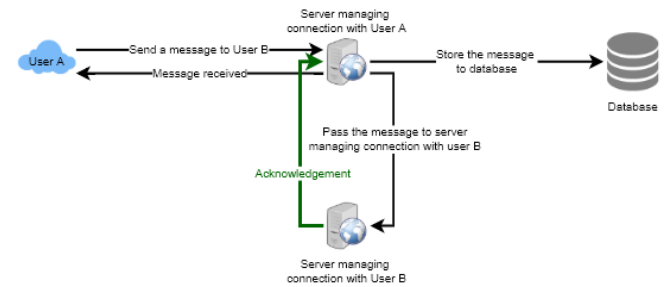 Server managing
connection with User A
User A
Send a message to User B
Message received
Store the message
to database
Database
Pass the message to server
managing connection with user B
Acknowledgement
Server managing
connection with User B